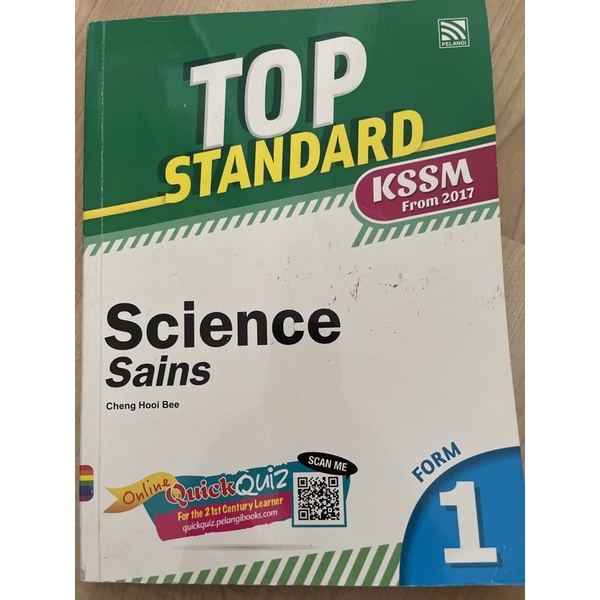 PELANGI
TOP
STANDARD
KSSM
From 2017
Science
Sains
Cheng Hooi Bee
Online
QuickQuiz
For the 21st Century Learner
quickquiz.pelangibooks.com
SCAN ME
FORM
1